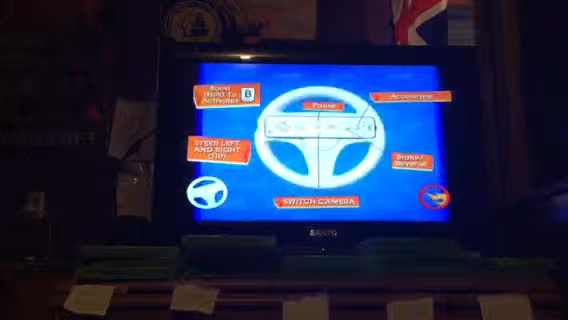 Boost
(Hold To
Activate)
B
Pause
Accelerate
STEER LEFT
AND RIGHT
(Tilt)
Brake/
Reverse
SWITCH CAMERA
SANYO